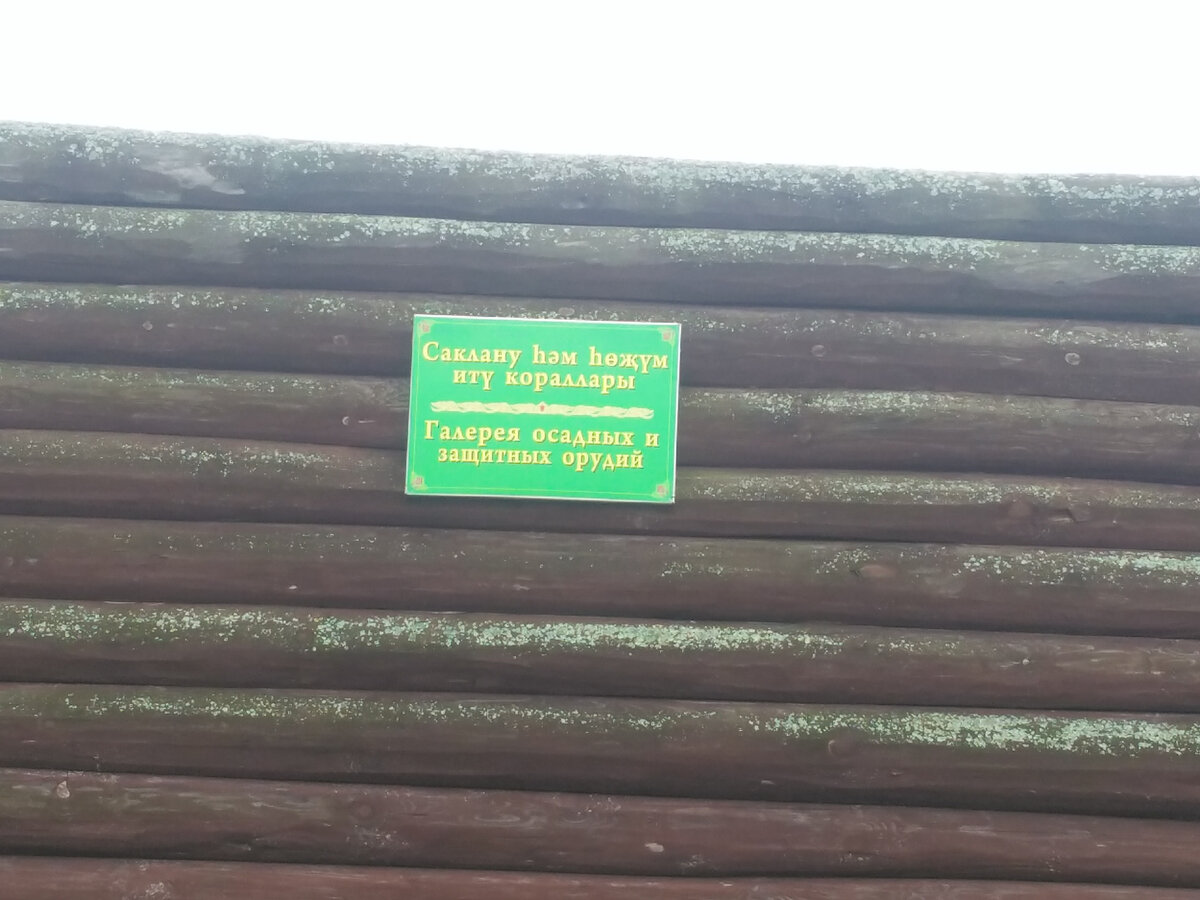 Саклану һәм һөҗүм
итү кораллары
Галерея осадных и
защитных орудий